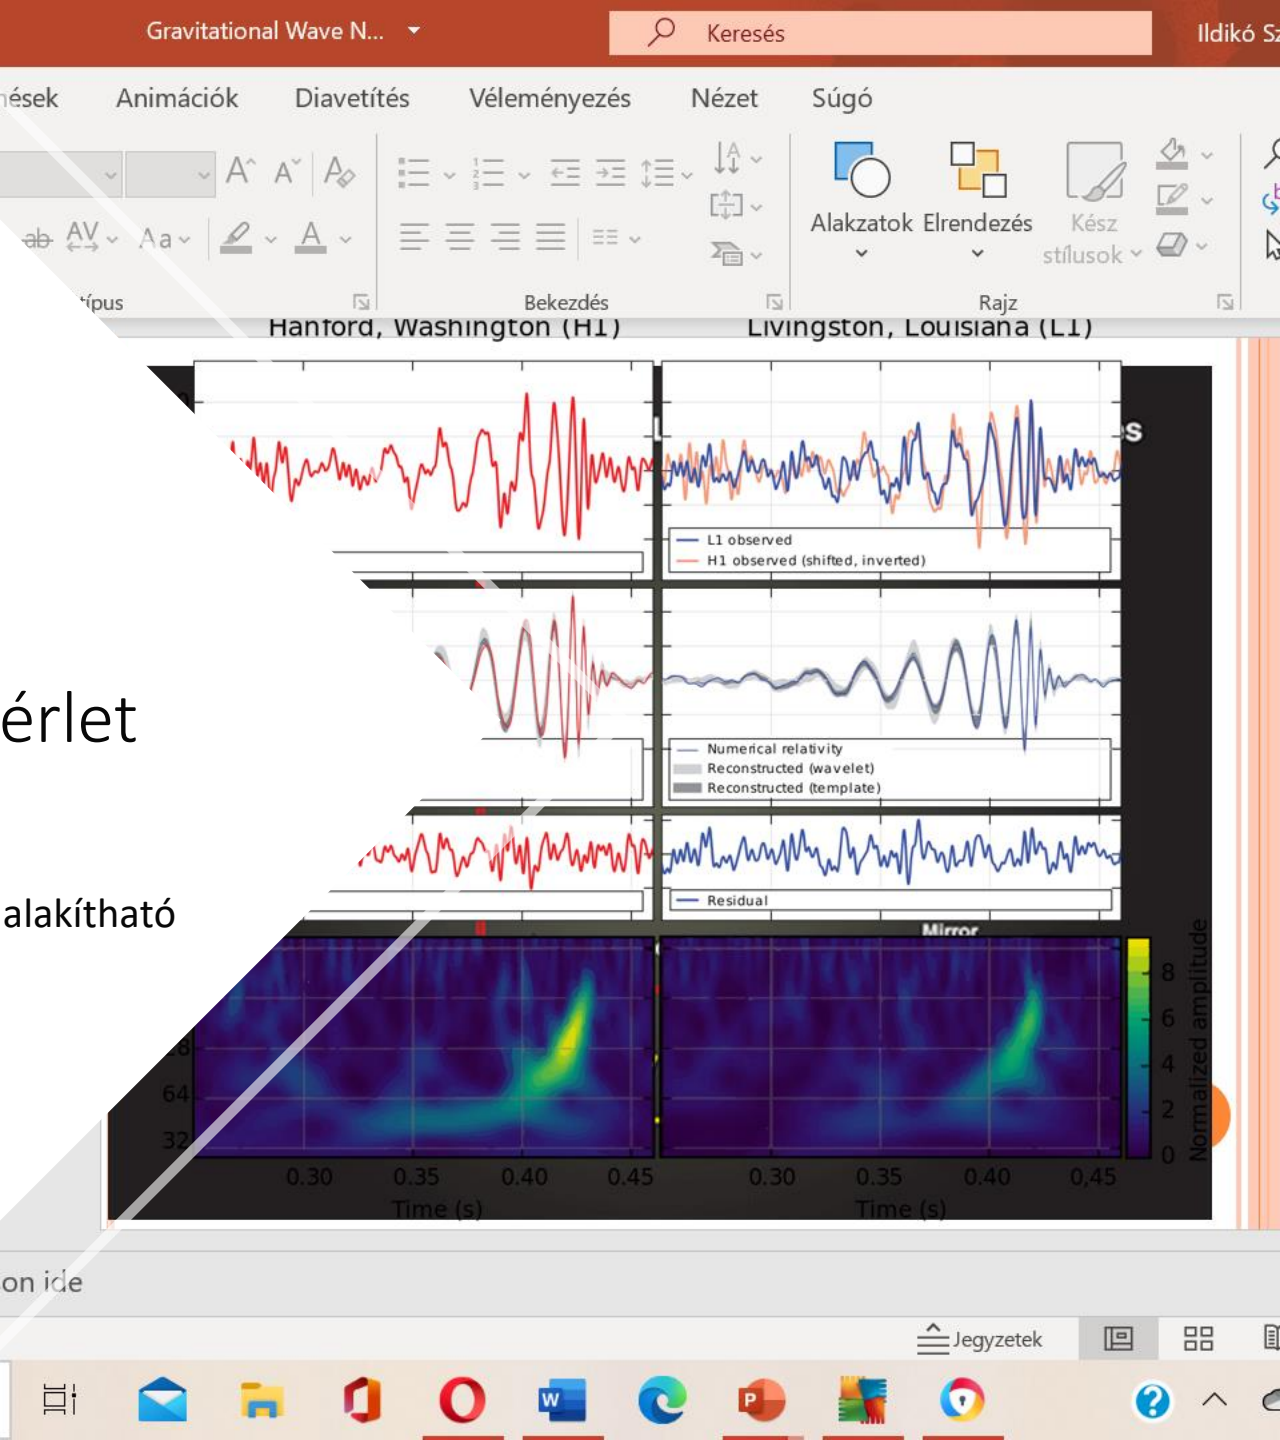 Gravitational Wave N...
Keresés
Ildikó
Animációk
Diavetítés
Véleményezés
Nézet
Súgó
Alakzatok
Elrendezés
Kész
stílusok
Bekezdés
Rajz
Hanford, Washington (H1)
Livingston, Louisiana (L1)
L1 observed
H1 observed (shifted, inverted)
érlet
Numerical relativity
Reconstructed (wavelet)
Reconstructed (template)
alakítható
Residual
Mirror
64
32
0.30
0.35
0.40
0.45
0.30
0.35
0.40
0,45
8
6
4
2
0
Normalized amplitude
Time (s)
Time (s)
on ide
Jegyzetek